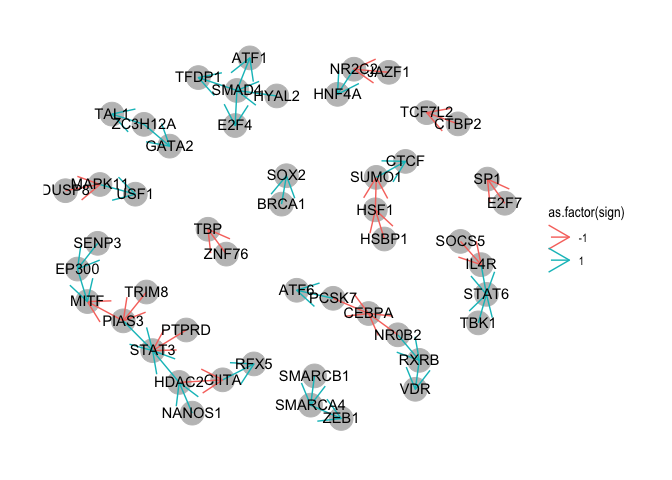 ATF1
NR2C2
JAZF1
TFDP1
SMAD4
HYAL2
HNF4A
TAL1
ZC3H12A
E2F4
TCF7L2
CTBP2
GATA2
CTCF
SOX2
SUMO1
SP1
DUSP8
MAPK11
USF1
BRCA1
HSF1
E2F7
as.factor(sign)
-1
1
TBP
ZNF76
HSBP1
SENP3
SOCS5
EP300
IL4R
MITF
TRIM8
ATF6
PCSK7
STAT6
PIAS3
PTPRD
CEBPA
TBK1
STAT3
NR0B2
RFX5
RXRB
HDAC2
CIITA
SMARCB1
VDR
NANOS1
SMARCA4
ZEB1